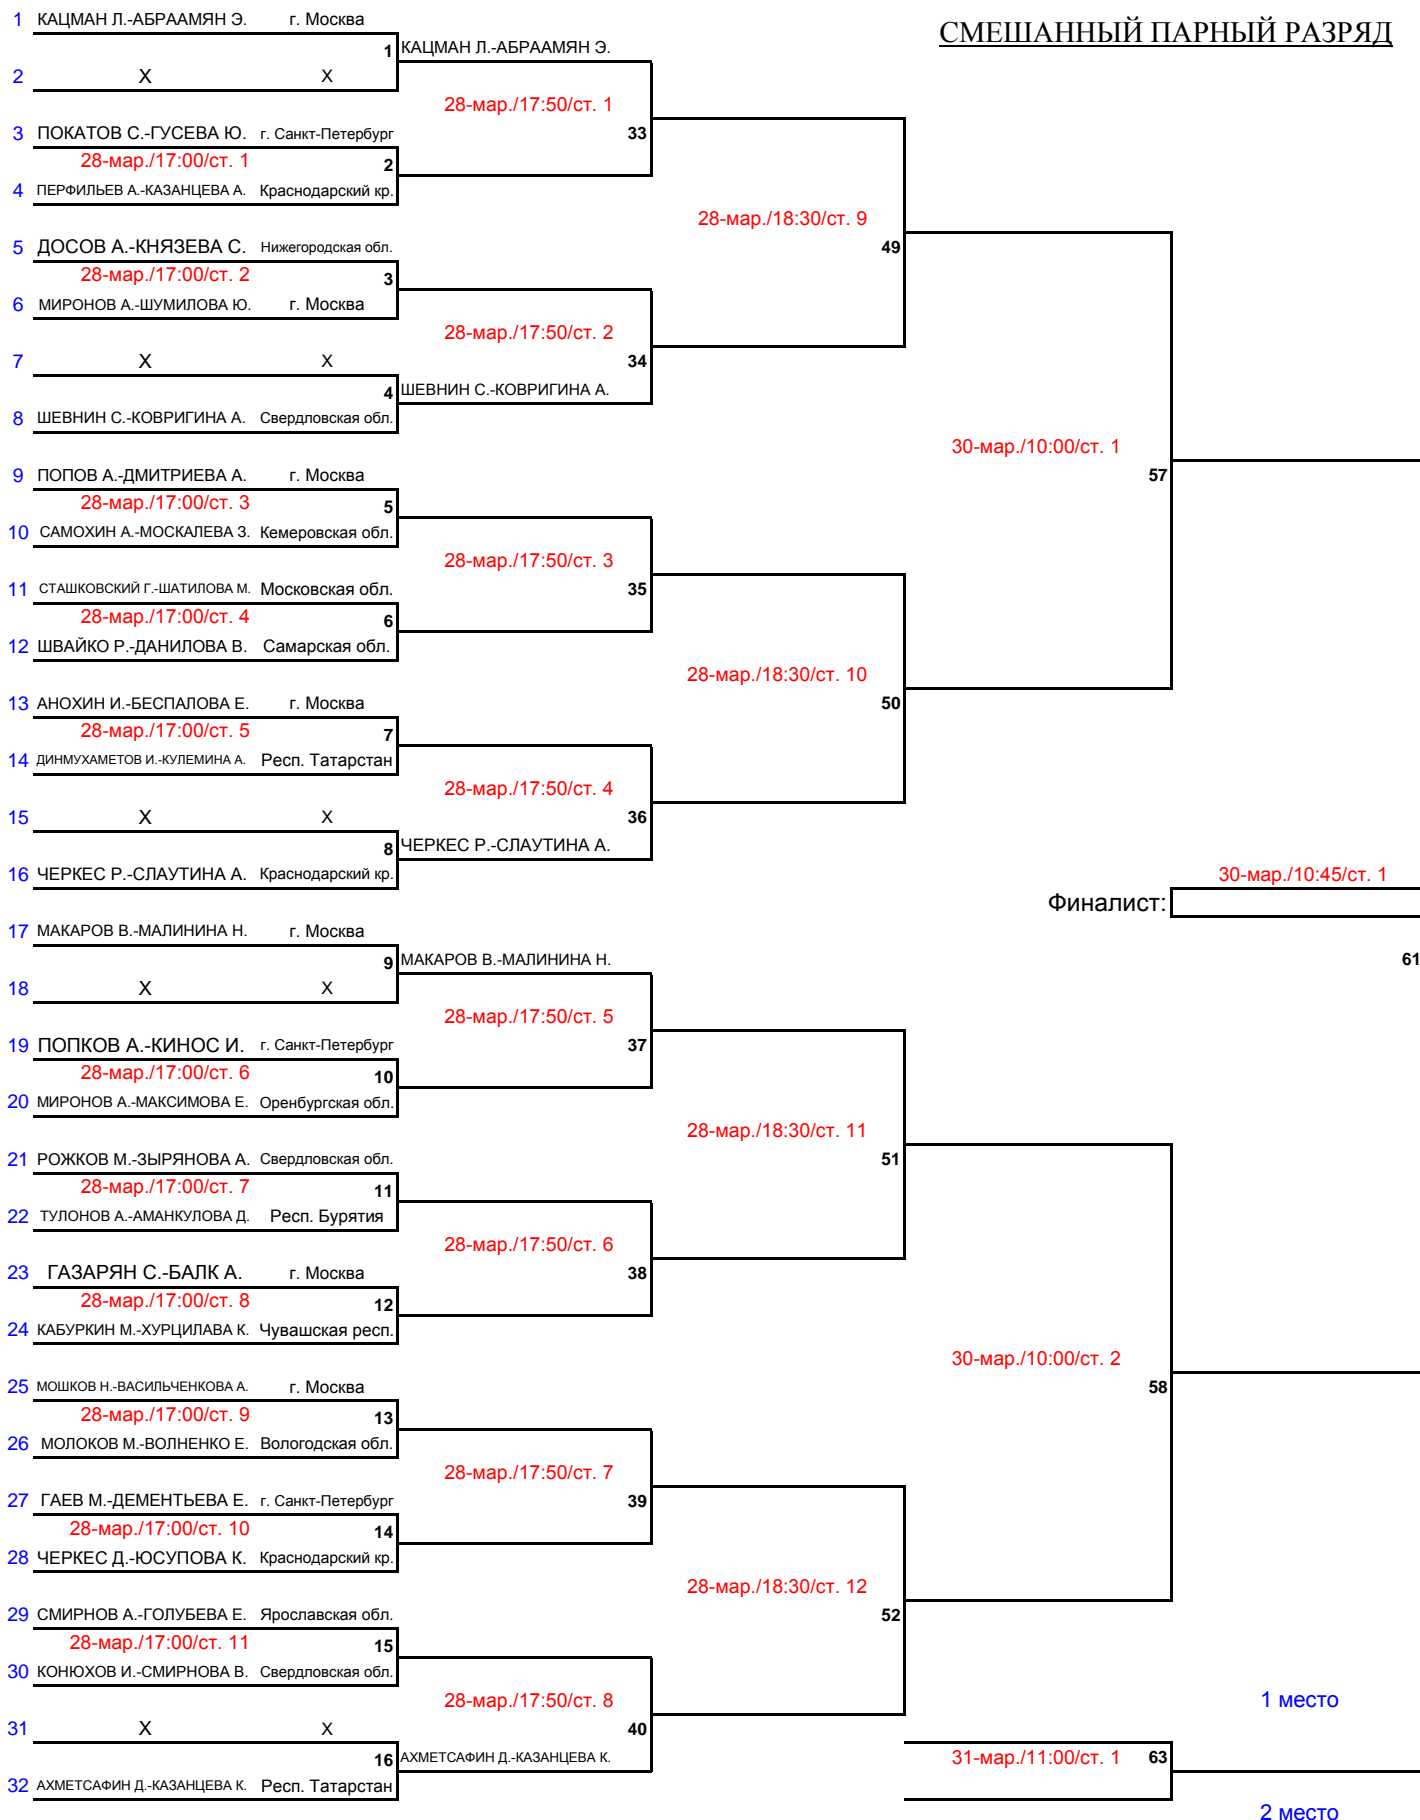 СМЕШАННЫЙ ПАРНЫЙ РАЗРЯД
1 КАЦМАН Л.-АБРААМЯН Э. г. Москва
1 КАЦМАН Л.-АБРААМЯН Э.
2 X X
28-мар./17:50/ст. 1
3 ПОКАТОВ С.-ГУСЕВА Ю. г. Санкт-Петербург
33
28-мар./17:00/ст. 1 2
4 ПЕРФИЛЬЕВ А.-КАЗАНЦЕВА А. Краснодарский кр.
28-мар./18:30/ст. 9
5 ДОСОВ А.-КНЯЗЕВА С. Нижегородская обл.
49
28-мар./17:00/ст. 2 3
6 МИРОНОВ А.-ШУМИЛОВА Ю. г. Москва
28-мар./17:50/ст. 2
7 X X
34
4 ШЕВНИН С.-КОВРИГИНА А.
8 ШЕВНИН С.-КОВРИГИНА А. Свердловская обл.
30-мар./10:00/ст. 1
9 ПОПОВ А.-ДМИТРИЕВА А. г. Москва
57
28-мар./17:00/ст. 3 5
10 САМОХИН А.-МОСКАЛЕВА З. Кемеровская обл.
28-мар./17:50/ст. 3
11 СТАШКОВСКИЙ Г.-ШАТИЛОВА М. Московская обл.
35
28-мар./17:00/ст. 4 6
12 ШВАЙКО Р.-ДАНИЛОВА В. Самарская обл.
28-мар./18:30/ст. 10
13 АНОХИН И.-БЕСПАЛОВА Е. г. Москва
50
28-мар./17:00/ст. 5 7
14 ДИНМУХАМЕТОВ И.-КУЛЕМИНА А. Респ. Татарстан
28-мар./17:50/ст. 4
15 X X
36
8 ЧЕРКЕС Р.-СЛАУТИНА А.
16 ЧЕРКЕС Р.-СЛАУТИНА А. Краснодарский кр.
30-мар./10:45/ст. 1
Финалист:
17 МАКАРОВ В.-МАЛИНИНА Н. г. Москва
9 МАКАРОВ В.-МАЛИНИНА Н.
61
18 X X
28-мар./17:50/ст. 5
19 ПОПКОВ А.-КИНОС И. г. Санкт-Петербург
37
28-мар./17:00/ст. 6 10
20 МИРОНОВ А.-МАКСИМОВА Е. Оренбургская обл.
28-мар./18:30/ст. 11
21 РОЖКОВ М.-ЗЫРЯНОВА А. Свердловская обл.
51
28-мар./17:00/ст. 7 11
22 ТУЛОНОВ А.-АМАНКУЛОВА Д. Респ. Бурятия
28-мар./17:50/ст. 6
23 ГАЗАРЯН С.-БАЛК А. г. Москва
38
28-мар./17:00/ст. 8 12
24 КАБУРКИН М.-ХУРЦИЛАВА К. Чувашская респ.
30-мар./10:00/ст. 2
25 МОШКОВ Н.-ВАСИЛЬЧЕНКОВА А. г. Москва
58
28-мар./17:00/ст. 9 13
26 МОЛОКОВ М.-ВОЛНЕНКО Е. Вологодская обл.
28-мар./17:50/ст. 7
27 ГАЕВ М.-ДЕМЕНТЬЕВА Е. г. Санкт-Петербург
39
28-мар./17:00/ст. 10 14
28 ЧЕРКЕС Д.-ЮСУПОВА К. Краснодарский кр.
28-мар./18:30/ст. 12
29 СМИРНОВ А.-ГОЛУБЕВА Е. Ярославская обл.
52
28-мар./17:00/ст. 11 15
30 КОНЮХОВ И.-СМИРНОВА В. Свердловская обл.
28-мар./17:50/ст. 8
1 место
31 X X
40
16 АХМЕТСАФИН Д.-КАЗАНЦЕВА К.
31-мар./11:00/ст. 1 63
32 АХМЕТСАФИН Д.-КАЗАНЦЕВА К. Респ. Татарстан
2 место